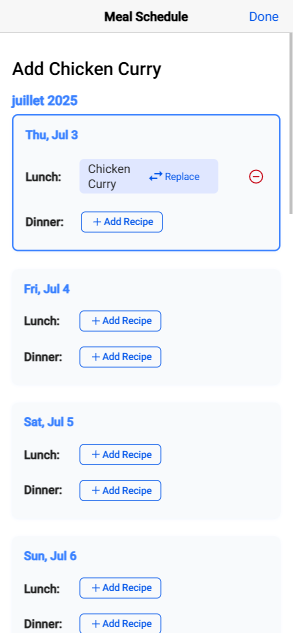 Meal Schedule
Done
Add Chicken Curry
juillet 2025
Thu, Jul 3
Lunch:
Chicken
Curry
Replace
Dinner:
+ Add Recipe
Fri, Jul 4
Lunch:
+ Add Recipe
Dinner:
+ Add Recipe
Sat, Jul 5
Lunch:
+ Add Recipe
Dinner:
+ Add Recipe
Sun, Jul 6
Lunch:
+ Add Recipe
Dinner:
+ Add Recipe